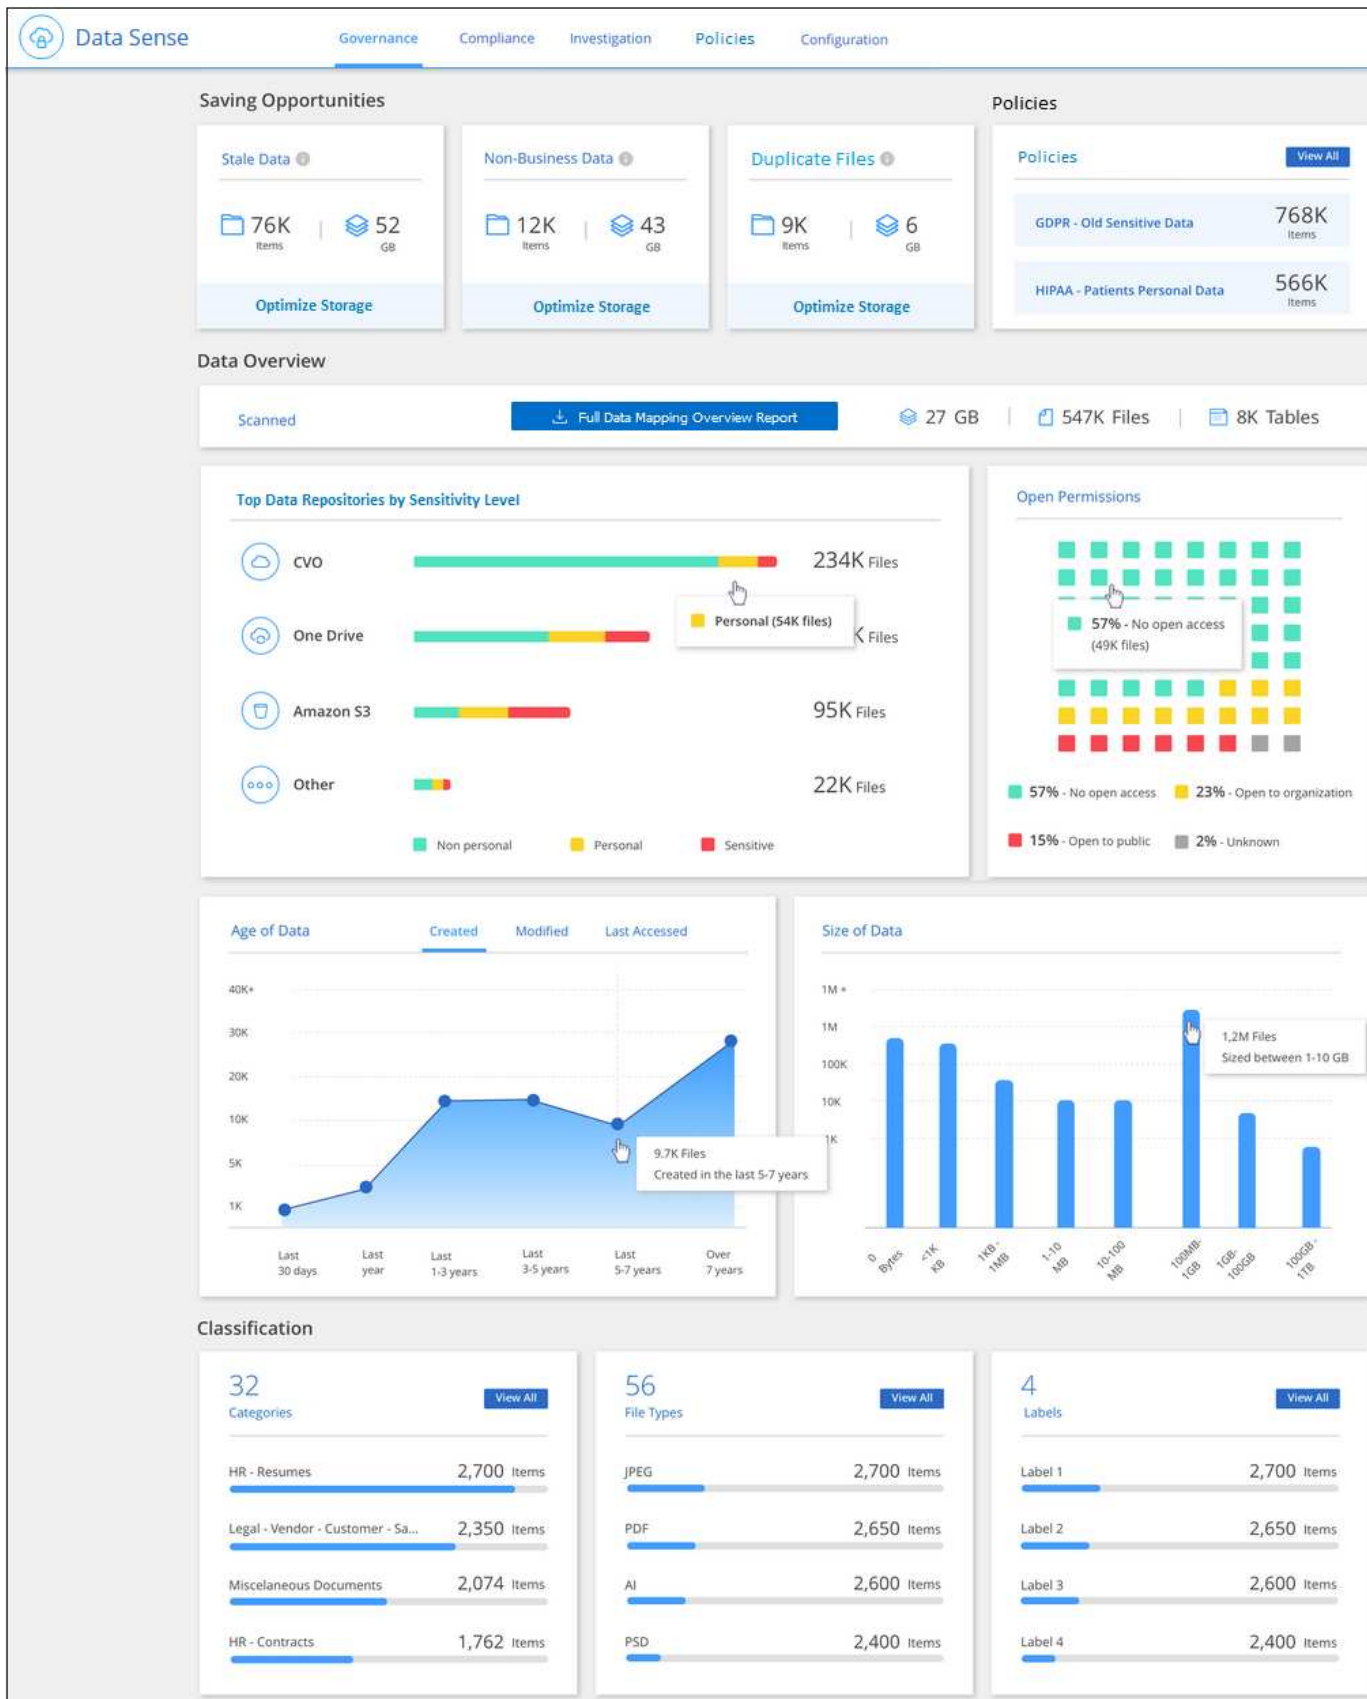 Data Sense
Governance Compliance Investigation Policies Configuration
Saving Opportunities
Stale Data
76K 52
Items GB
Optimize Storage
Non-Business Data
12K 43
Items GB
Optimize Storage
Duplicate Files
9K 6
Items GB
Optimize Storage
Policies
Policies View All
GDPR - Old Sensitive Data 768K
Items
HIPAA - Patients Personal Data 566K
Items
Data Overview
Scanned Full Data Mapping Overview Report 27 GB 547K Files 8K Tables
Top Data Repositories by Sensitivity Level
CVO 234K Files
Personal (54K files)
One Drive K Files
Amazon S3 95K Files
Other 22K Files
Non personal Personal Sensitive
Open Permissions
57% - No open access
(49K files)
57% - No open access 23% - Open to organization
15% - Open to public 2% - Unknown
Age of Data Created Modified Last Accessed
40K+
30K
20K
10K
5K
1K
9.7K Files
Created in the last 5-7 years
Last Last Last Last Last Over
30 days year 1-3 years 3-5 years 5-7 years 7 years
Size of Data
1M +
1M
100K
10K
1K
1,2M Files
Sized between 1-10 GB
0 Bytes
<1K KB
1KB - 1MB
1-10 MB
10-100 MB
100MB- 1GB
1GB- 100GB
100GB - 1TB
Classification
32 View All
Categories
HR - Resumes 2,700 Items
Legal - Vendor - Customer - Sa... 2,350 Items
Miscelaneous Documents 2,074 Items
HR - Contracts 1,762 Items
56 View All
File Types
JPEG 2,700 Items
PDF 2,650 Items
AI 2,600 Items
PSD 2,400 Items
4 View All
Labels
Label 1 2,700 Items
Label 2 2,650 Items
Label 3 2,600 Items
Label 4 2,400 Items